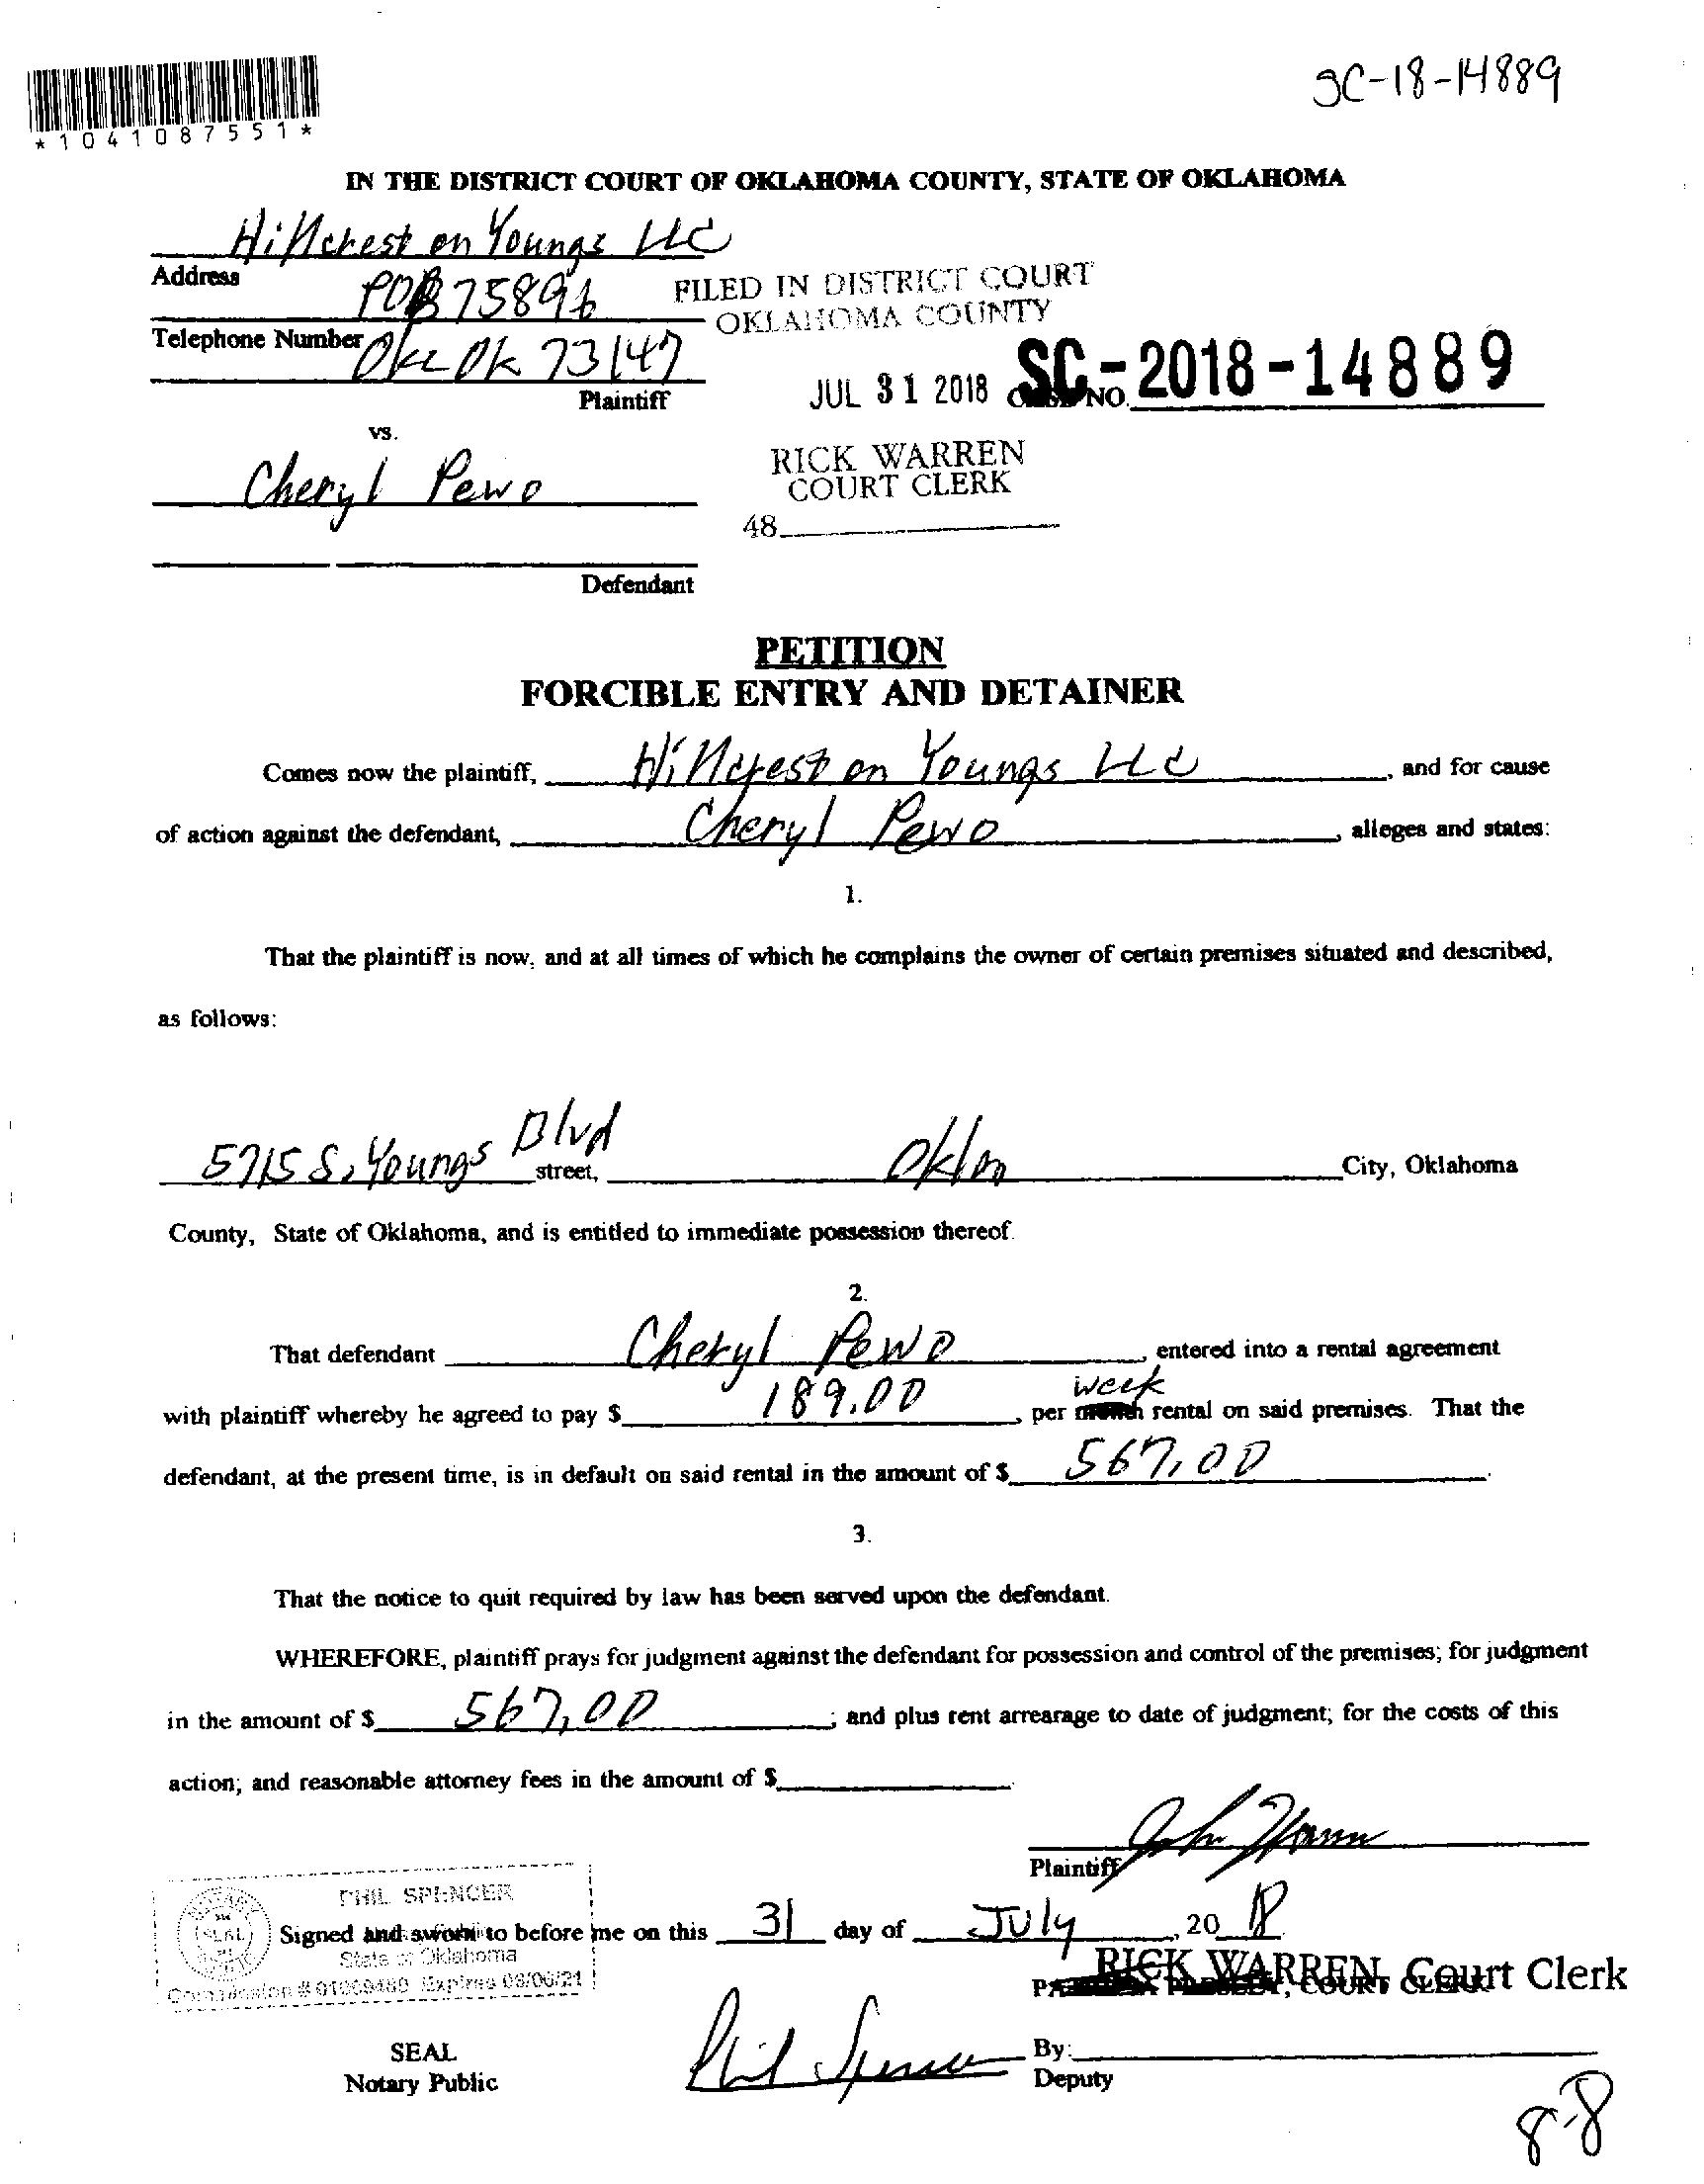 SC-18-14889
*1041087551*
IN THE DISTRICT COURT OF OKLAHOMA COUNTY, STATE OF OKLAHOMA
Hillcrest on Youngs LLC
Address
POB 75896
FILED IN DISTRICT COURT
OKLAHOMA COUNTY
Telephone Number OKC OK 73147
Plaintiff
JUL 31 2018
SC-2018-14889
NO.
vs.
RICK WARREN
COURT CLERK
Cheryl Pewo
48
Defendant
PETITION
FORCIBLE ENTRY AND DETAINER
Comes now the plaintiff, Hillcrest on Youngs LLC, and for cause
of action against the defendant, Cheryl Pewo, alleges and states:
1.
That the plaintiff is now, and at all times of which he complains the owner of certain premises situated and described,
as follows:
5715 S. Youngs Blvd street, City, Oklahoma
County, State of Oklahoma, and is entitled to immediate possession thereof.
2.
That defendant Cheryl Pewo, entered into a rental agreement
week
with plaintiff whereby he agreed to pay $ 189.00, per month rental on said premises. That the
defendant, at the present time, is in default on said rental in the amount of $ 567.00.
3.
That the notice to quit required by law has been served upon the defendant.
WHEREFORE, plaintiff prays for judgment against the defendant for possession and control of the premises; for judgment
in the amount of $ 567.00; and plus rent arrearage to date of judgment; for the costs of this
action; and reasonable attorney fees in the amount of $
Plaintiff
PHIL SPENCER
Signed and sworn to before me on this 31 day of July, 20 18
State of Oklahoma
Commission # 01009489 Expires 08/06/21
RICK WARREN, Court Clerk
COURT CLERK
SEAL
Notary Public
Phil Spencer
By:
Deputy
8-8